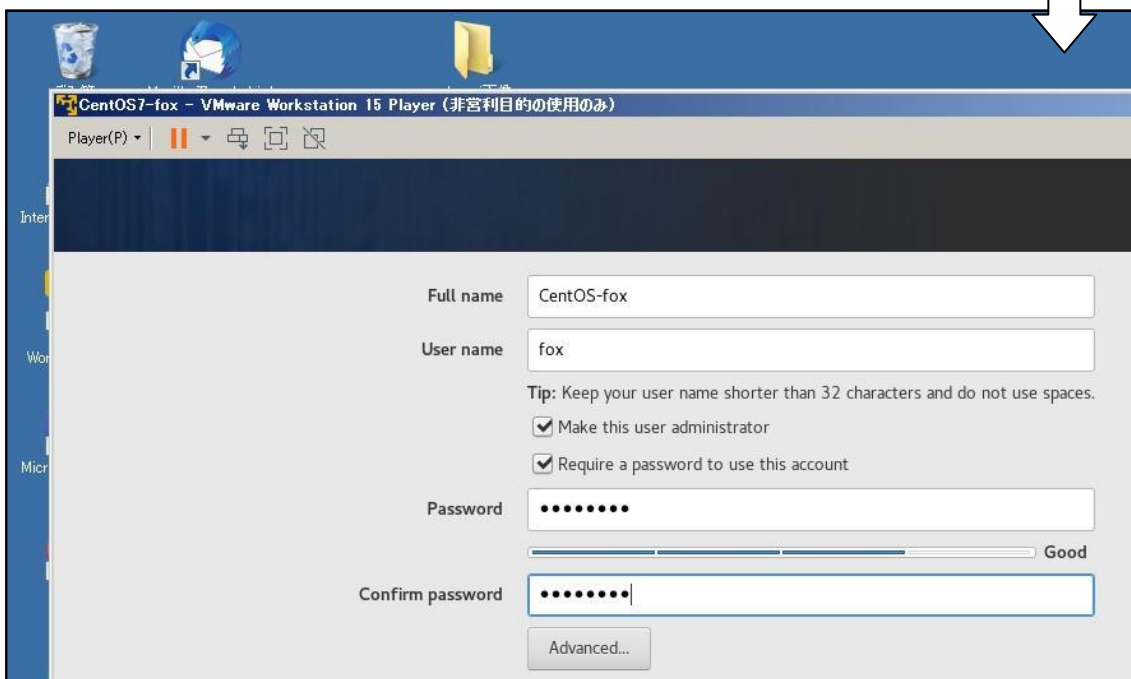 CentOS7-fox - VMware Workstation 15 Player (非営利目的の使用のみ)
Player(P)
Inter
Full name
CentOS-fox
User name
fox
Wor
Tip: Keep your user name shorter than 32 characters and do not use spaces.
Make this user administrator
Require a password to use this account
Micr
Password
••••••••
Good
Confirm password
••••••••
Advanced...